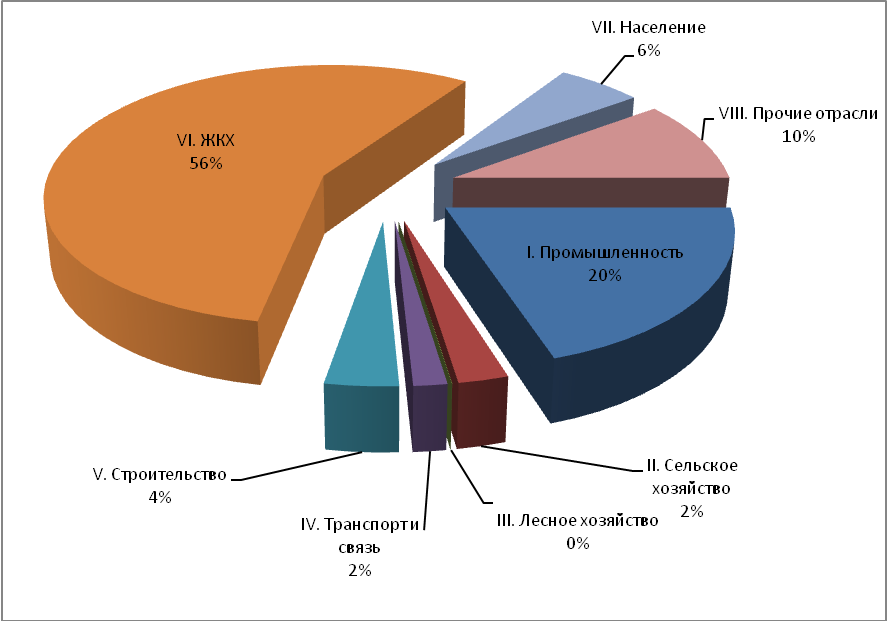 VII. Население
6%
VIII. Прочие отрасли
10%
VI. ЖКХ
56%
I. Промышленность
20%
II. Сельское
хозяйство
2%
V. Строительство
4%
III. Лесное хозяйство
0%
IV. Транспорт и
связь
2%